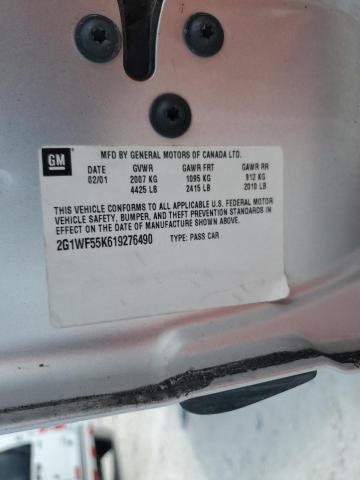 GM
MFD BY GENERAL MOTORS OF CANADA LTD.
DATE GVWR GAWR FRT GAWR RR
02/01 2007 KG 1095 KG 912 KG
4425 LB 2415 LB 2010 LB
THIS VEHICLE CONFORMS TO ALL APPLICABLE U.S. FEDERAL MOTOR
VEHICLE SAFETY, BUMPER, AND THEFT PREVENTION STANDARDS IN
EFFECT ON THE DATE OF MANUFACTURE SHOWN ABOVE.
2G1WF55K619276490 TYPE: PASS CAR